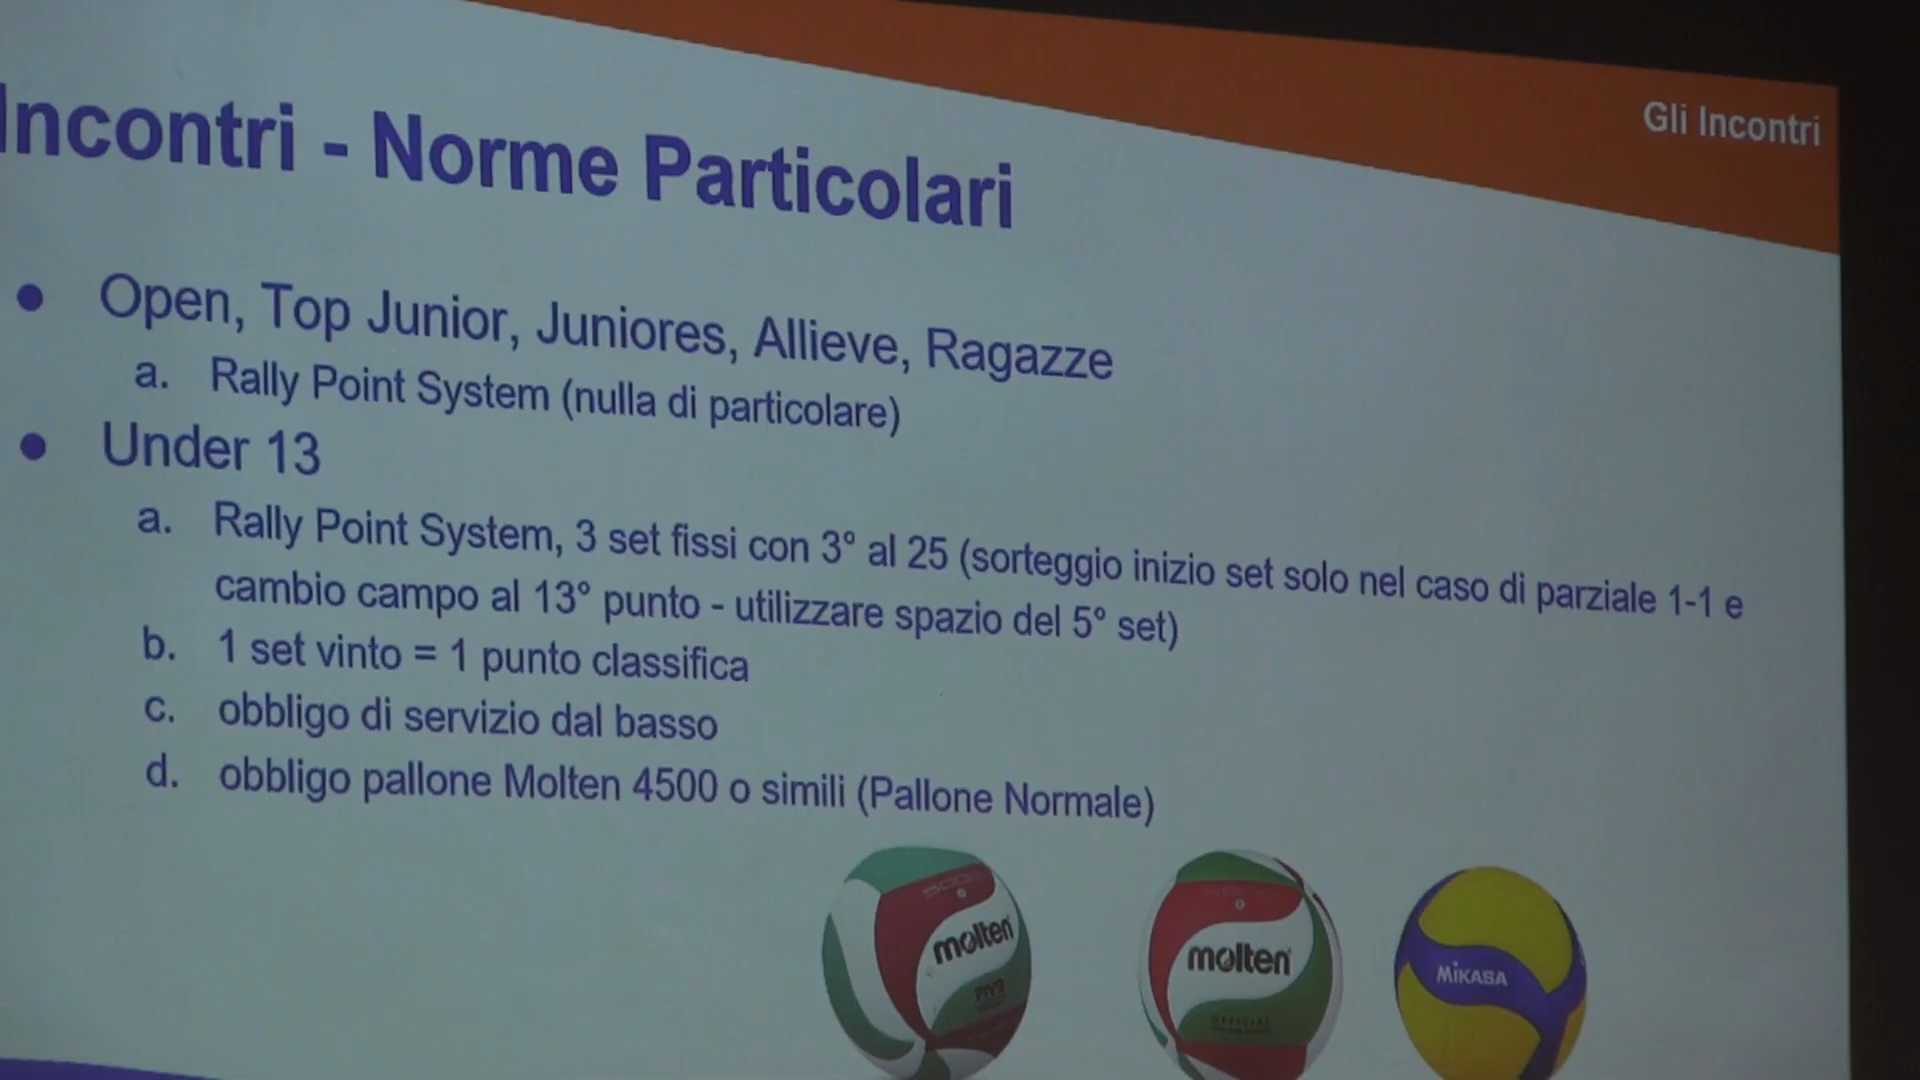 Gli Incontri
Incontri - Norme Particolari
● Open, Top Junior, Juniores, Allieve, Ragazze
a. Rally Point System (nulla di particolare)
● Under 13
a. Rally Point System, 3 set fissi con 3° al 25 (sorteggio inizio set solo nel caso di parziale 1-1 e
cambio campo al 13° punto - utilizzare spazio del 5° set)
b. 1 set vinto = 1 punto classifica
c. obbligo di servizio dal basso
d. obbligo pallone Molten 4500 o simili (Pallone Normale)
molten
FIVB
molten
OFFICIAL
MIKASA